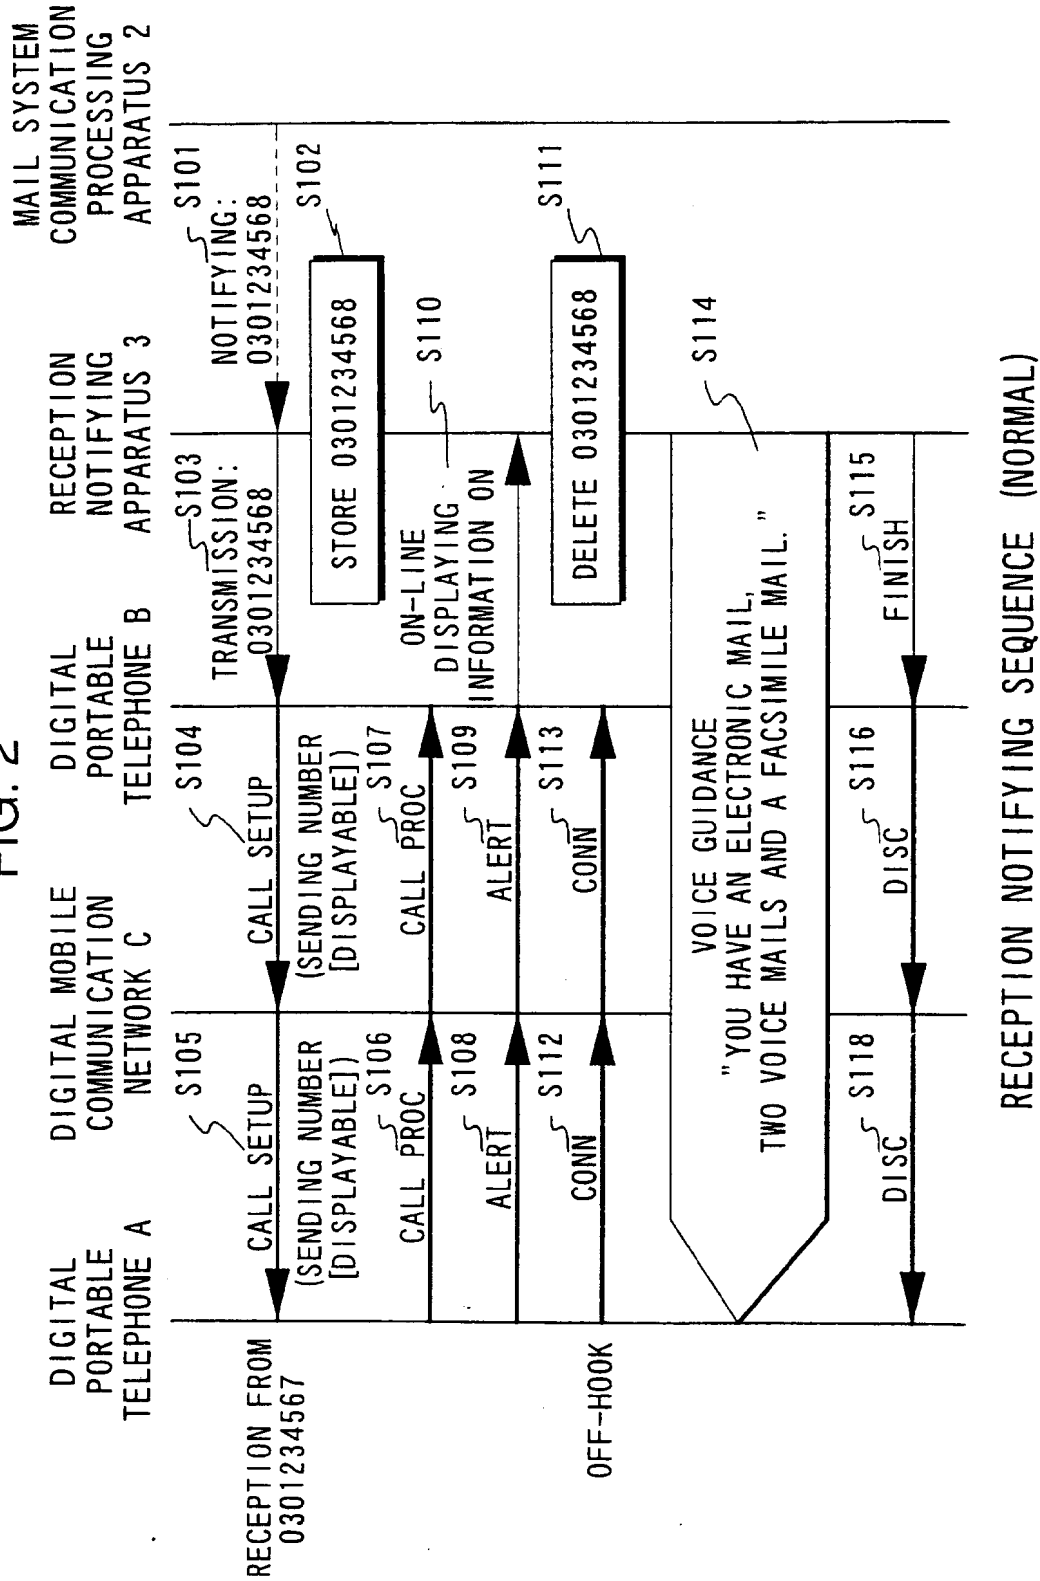 FIG. 2
DIGITAL
PORTABLE
TELEPHONE A
DIGITAL MOBILE
COMMUNICATION
NETWORK C
DIGITAL
PORTABLE
TELEPHONE B
RECEPTION
NOTIFYING
APPARATUS 3
MAIL SYSTEM
COMMUNICATION
PROCESSING
APPARATUS 2
S101
NOTIFYING:
0301234568
S102
STORE 0301234568
S103
TRANSMISSION:
0301234568
S104
CALL SETUP
(SENDING NUMBER
[DISPLAYABLE])
S105
CALL SETUP
(SENDING NUMBER
[DISPLAYABLE])
RECEPTION FROM
0301234567
S106
CALL PROC
S107
CALL PROC
S108
ALERT
S109
ALERT
S110
ON-LINE
DISPLAYING
INFORMATION ON
S111
DELETE 0301234568
OFF-HOOK
S112
CONN
S113
CONN
S114
VOICE GUIDANCE
"YOU HAVE AN ELECTRONIC MAIL,
TWO VOICE MAILS AND A FACSIMILE MAIL."
S115
FINISH
S116
DISC
S118
DISC
RECEPTION NOTIFYING SEQUENCE (NORMAL)